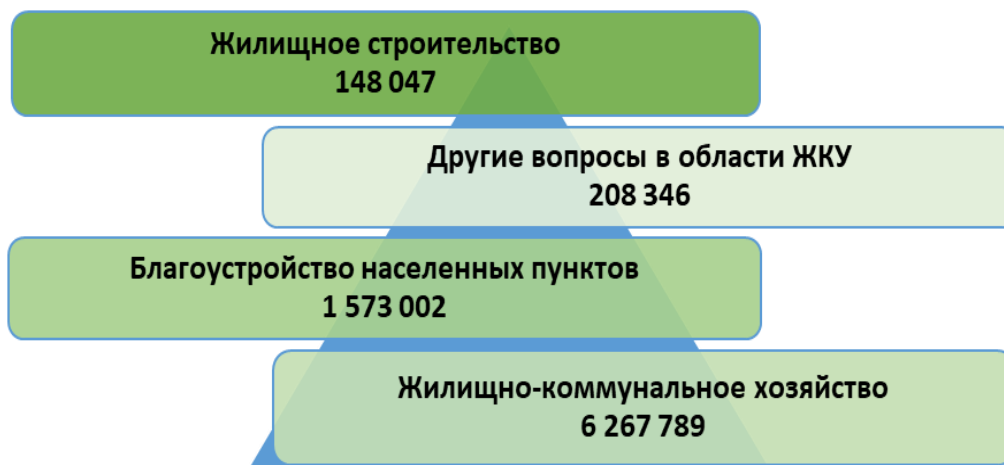 Жилищное строительство
148 047
Другие вопросы в области ЖКУ
208 346
Благоустройство населенных пунктов
1 573 002
Жилищно-коммунальное хозяйство
6 267 789